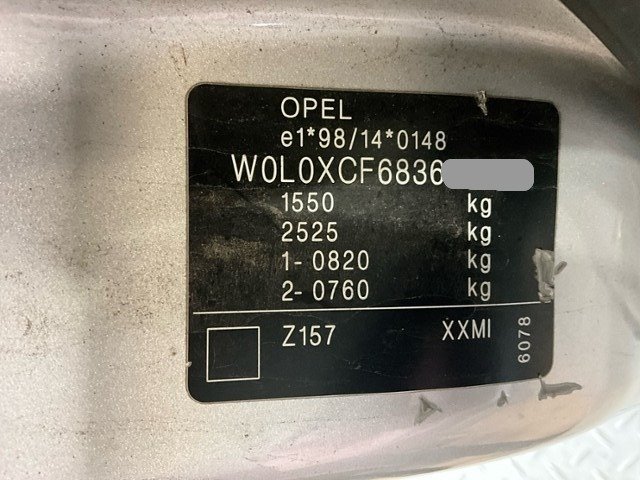 OPEL
e1*98/14*0148
W0L0XCF6836
1550 kg
2525 kg
1- 0820 kg
2- 0760 kg
Z157 XXMI
6078